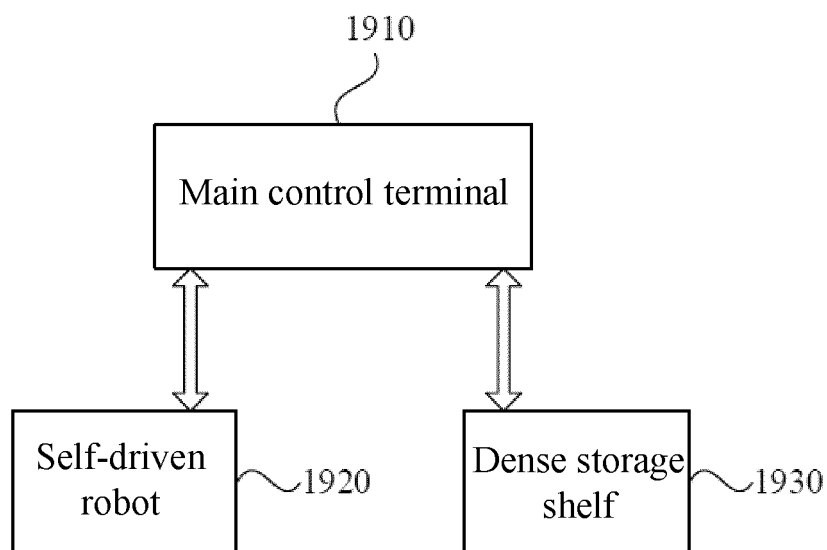 1910
Main control terminal
Self-driven
robot
1920
Dense storage
shelf
1930